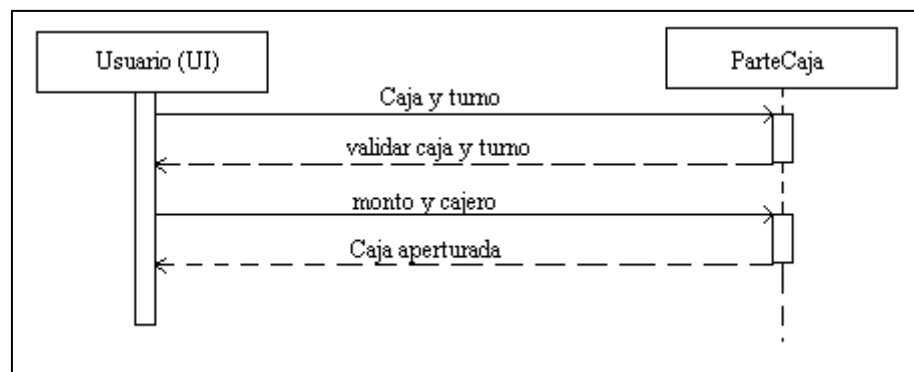 Usuario (UI)
ParteCaja
Caja y turno
validar caja y turno
monto y cajero
Caja aperturada